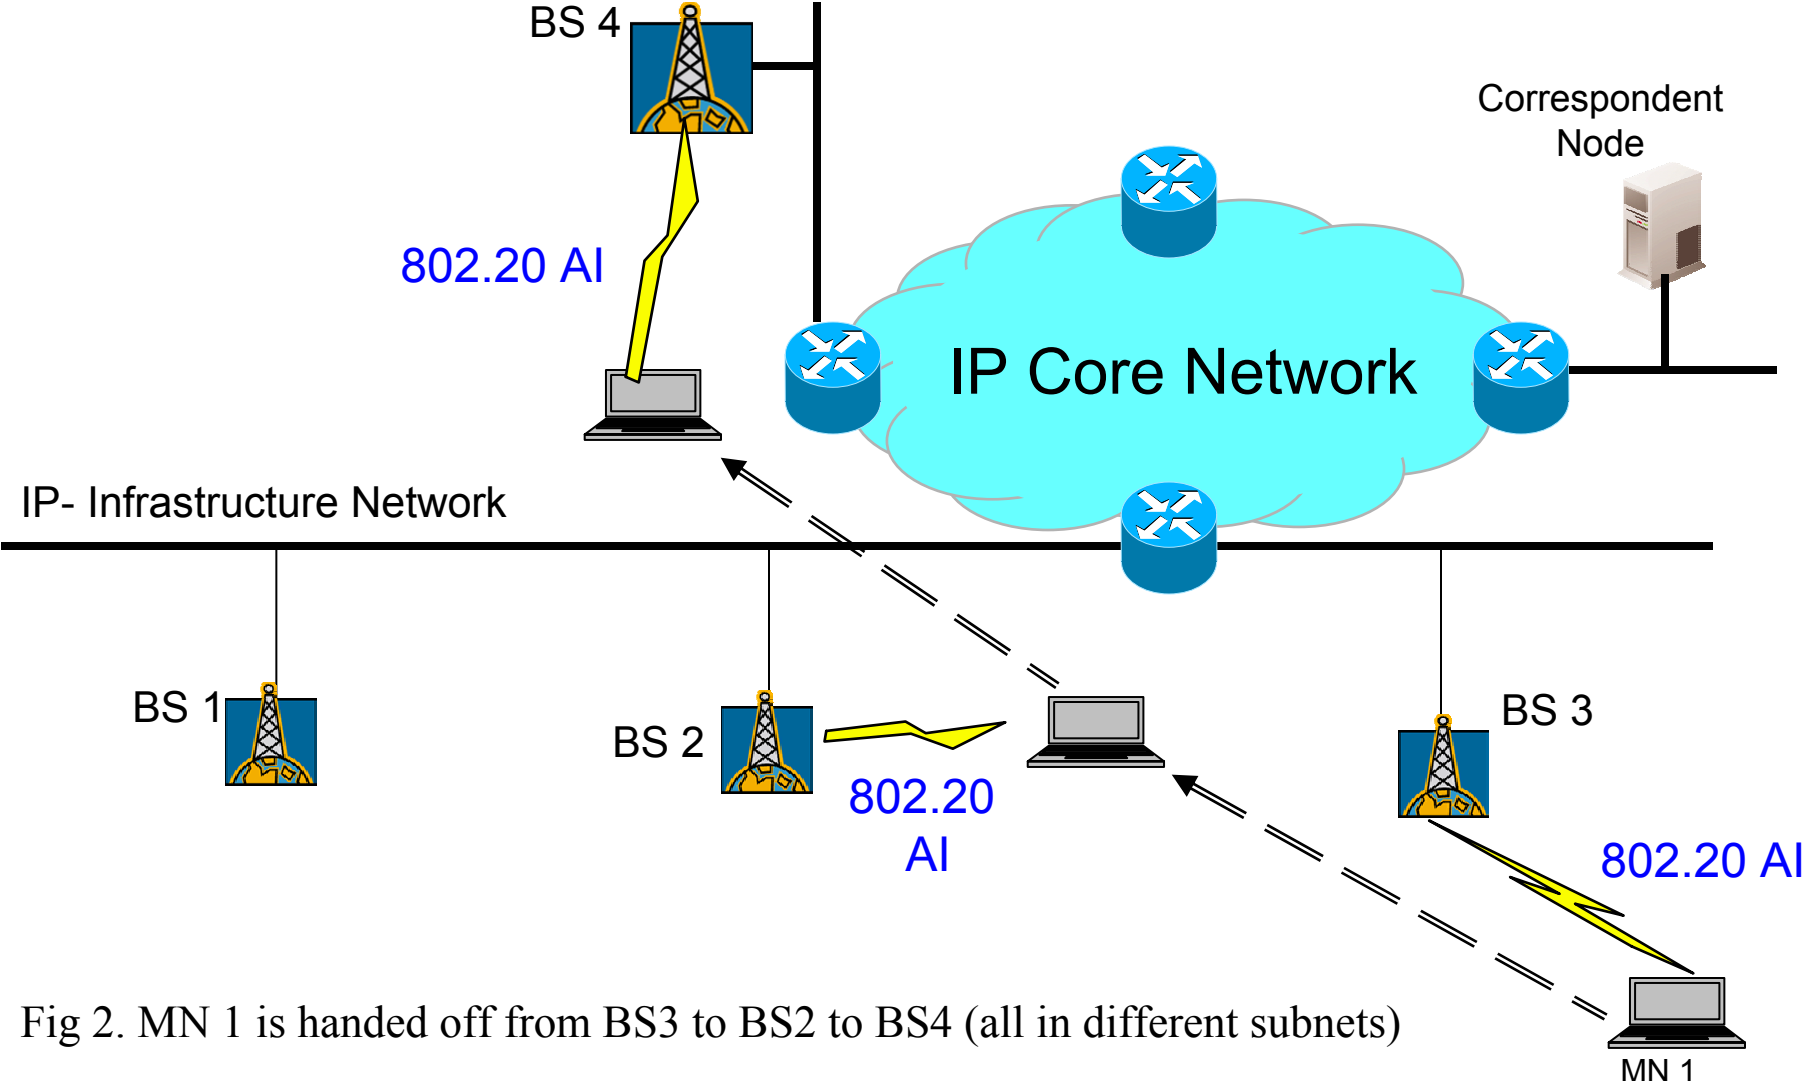 BS 4
Correspondent
Node
802.20 AI
IP Core Network
IP- Infrastructure Network
BS 1
BS 2
BS 3
802.20
AI
802.20 AI
Fig 2. MN 1 is handed off from BS3 to BS2 to BS4 (all in different subnets)
MN 1